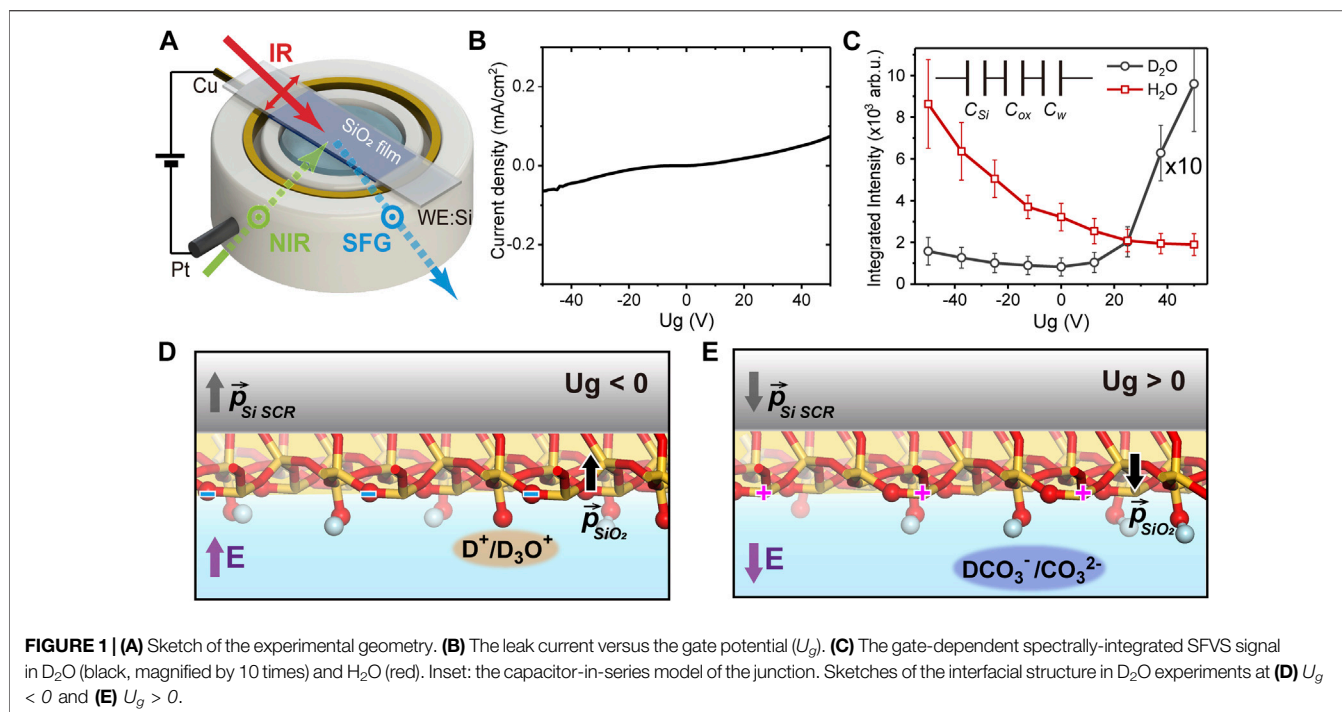 A
IR
Cu
SiO₂ film
WE:Si
NIR
SFG
Pt
B
Current density (mA/cm²)
0.2
0.0
-0.2
-40 -20 0 20 40
Ug (V)
C
Integrated Intensity (x10³ arb.u.)
10
8
6
4
2
0
D₂O
H₂O
C_Si C_ox C_w
x10
-40 -20 0 20 40
Ug (V)
D
Ug < 0
p⃗_Si SCR
p⃗_SiO₂
D⁺/D₃O⁺
E
E
Ug > 0
p⃗_Si SCR
p⃗_SiO₂
DCO₃⁻/CO₃²⁻
E
FIGURE 1 | (A) Sketch of the experimental geometry. (B) The leak current versus the gate potential (U_g). (C) The gate-dependent spectrally-integrated SFVS signal
in D₂O (black, magnified by 10 times) and H₂O (red). Inset: the capacitor-in-series model of the junction. Sketches of the interfacial structure in D₂O experiments at (D) U_g
< 0 and (E) U_g > 0.